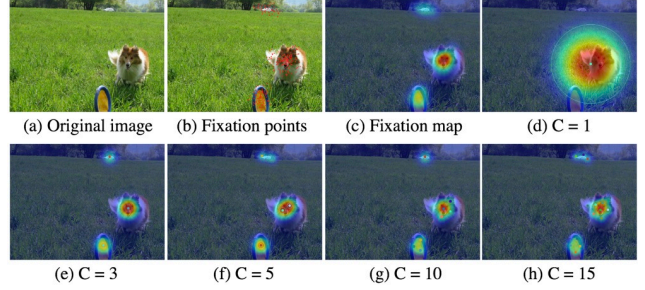 (a) Original image (b) Fixation points (c) Fixation map (d) C = 1
(e) C = 3 (f) C = 5 (g) C = 10 (h) C = 15